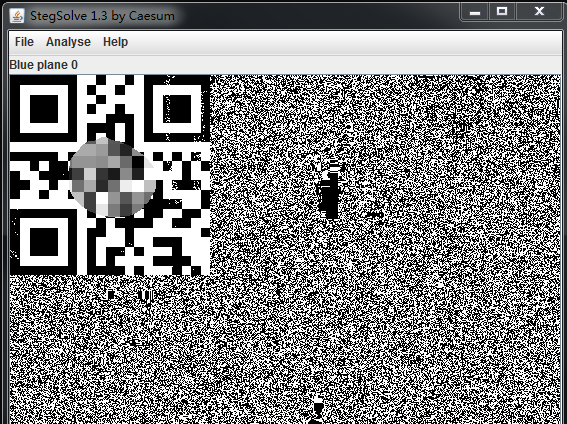 StegSolve 1.3 by Caesum
File Analyse Help
Blue plane 0